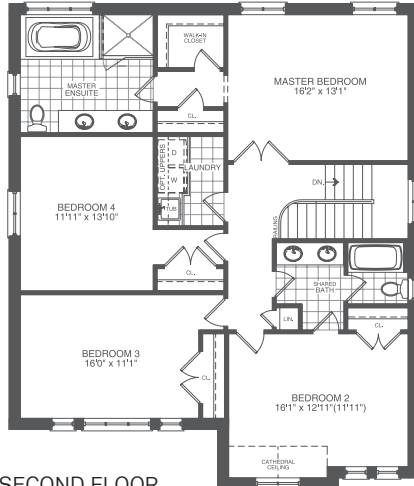 WALK-IN
CLOSET
MASTER BEDROOM
16'2" x 13'1"
MASTER
ENSUITE
CL.
OPT. UPPERS
D
W
LAUNDRY
TUB
DN.
BEDROOM 4
11'11" x 13'10"
RAILING
CL.
SHARED
BATH
LIN.
CL.
BEDROOM 3
16'0" x 11'1"
CL.
BEDROOM 2
16'1" x 12'11"(11'11")
CATHEDRAL
CEILING
SECOND FLOOR